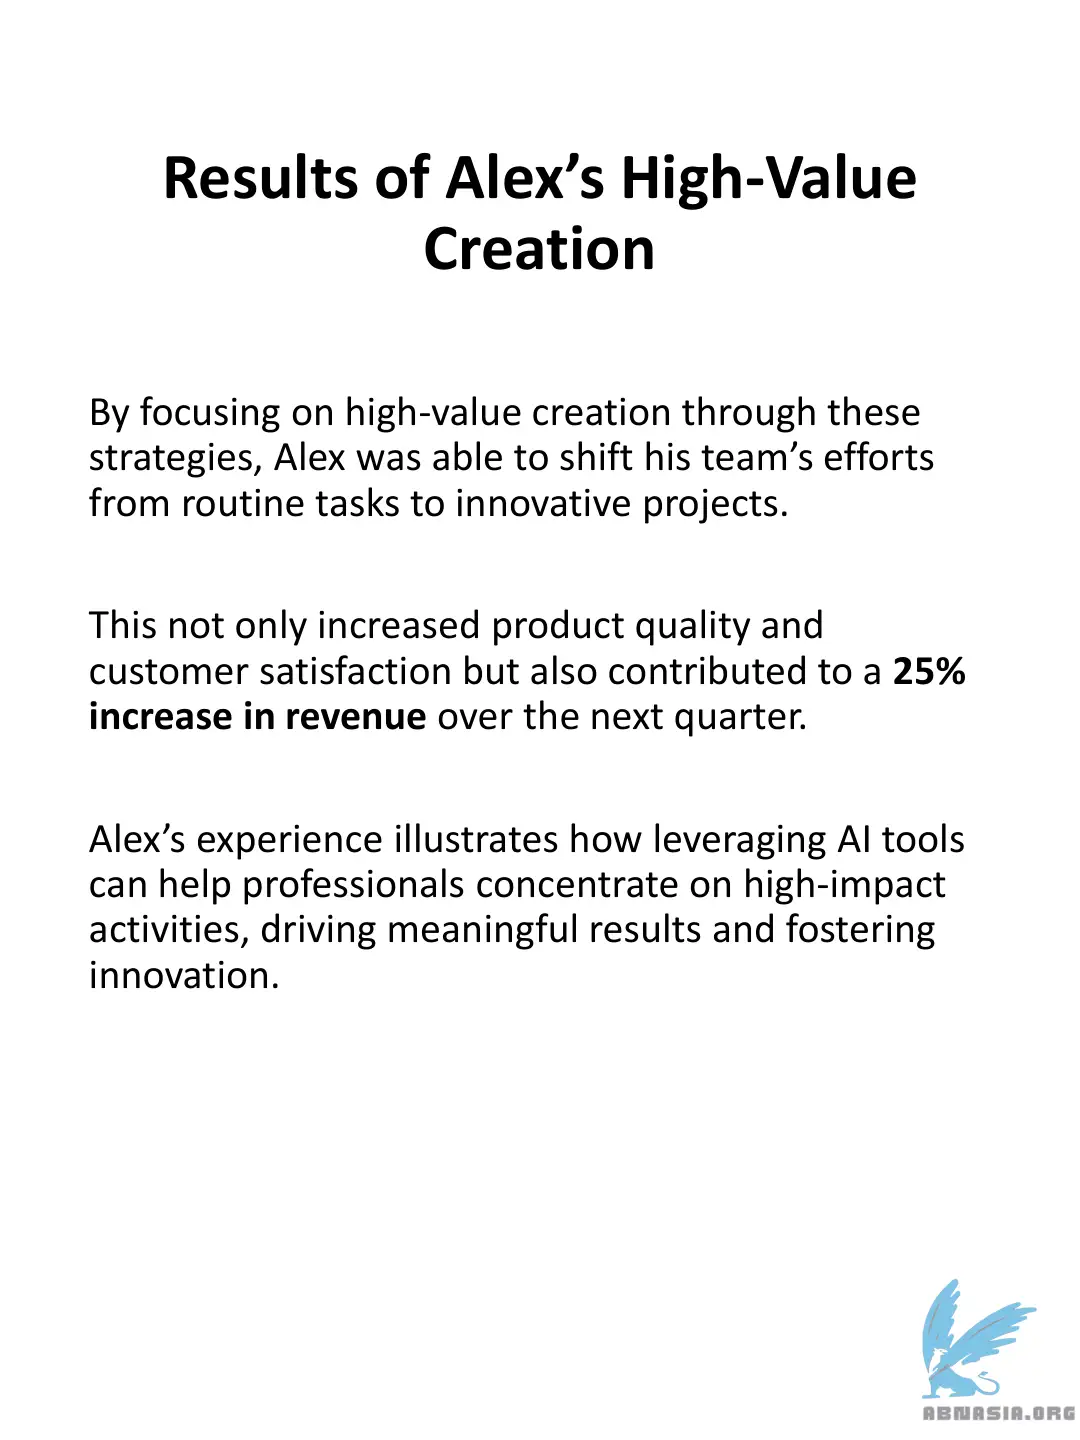 Results of Alex’s High-Value
Creation
By focusing on high-value creation through these
strategies, Alex was able to shift his team’s efforts
from routine tasks to innovative projects.
This not only increased product quality and
customer satisfaction but also contributed to a 25%
increase in revenue over the next quarter.
Alex’s experience illustrates how leveraging AI tools
can help professionals concentrate on high-impact
activities, driving meaningful results and fostering
innovation.
ABNASIA.ORG